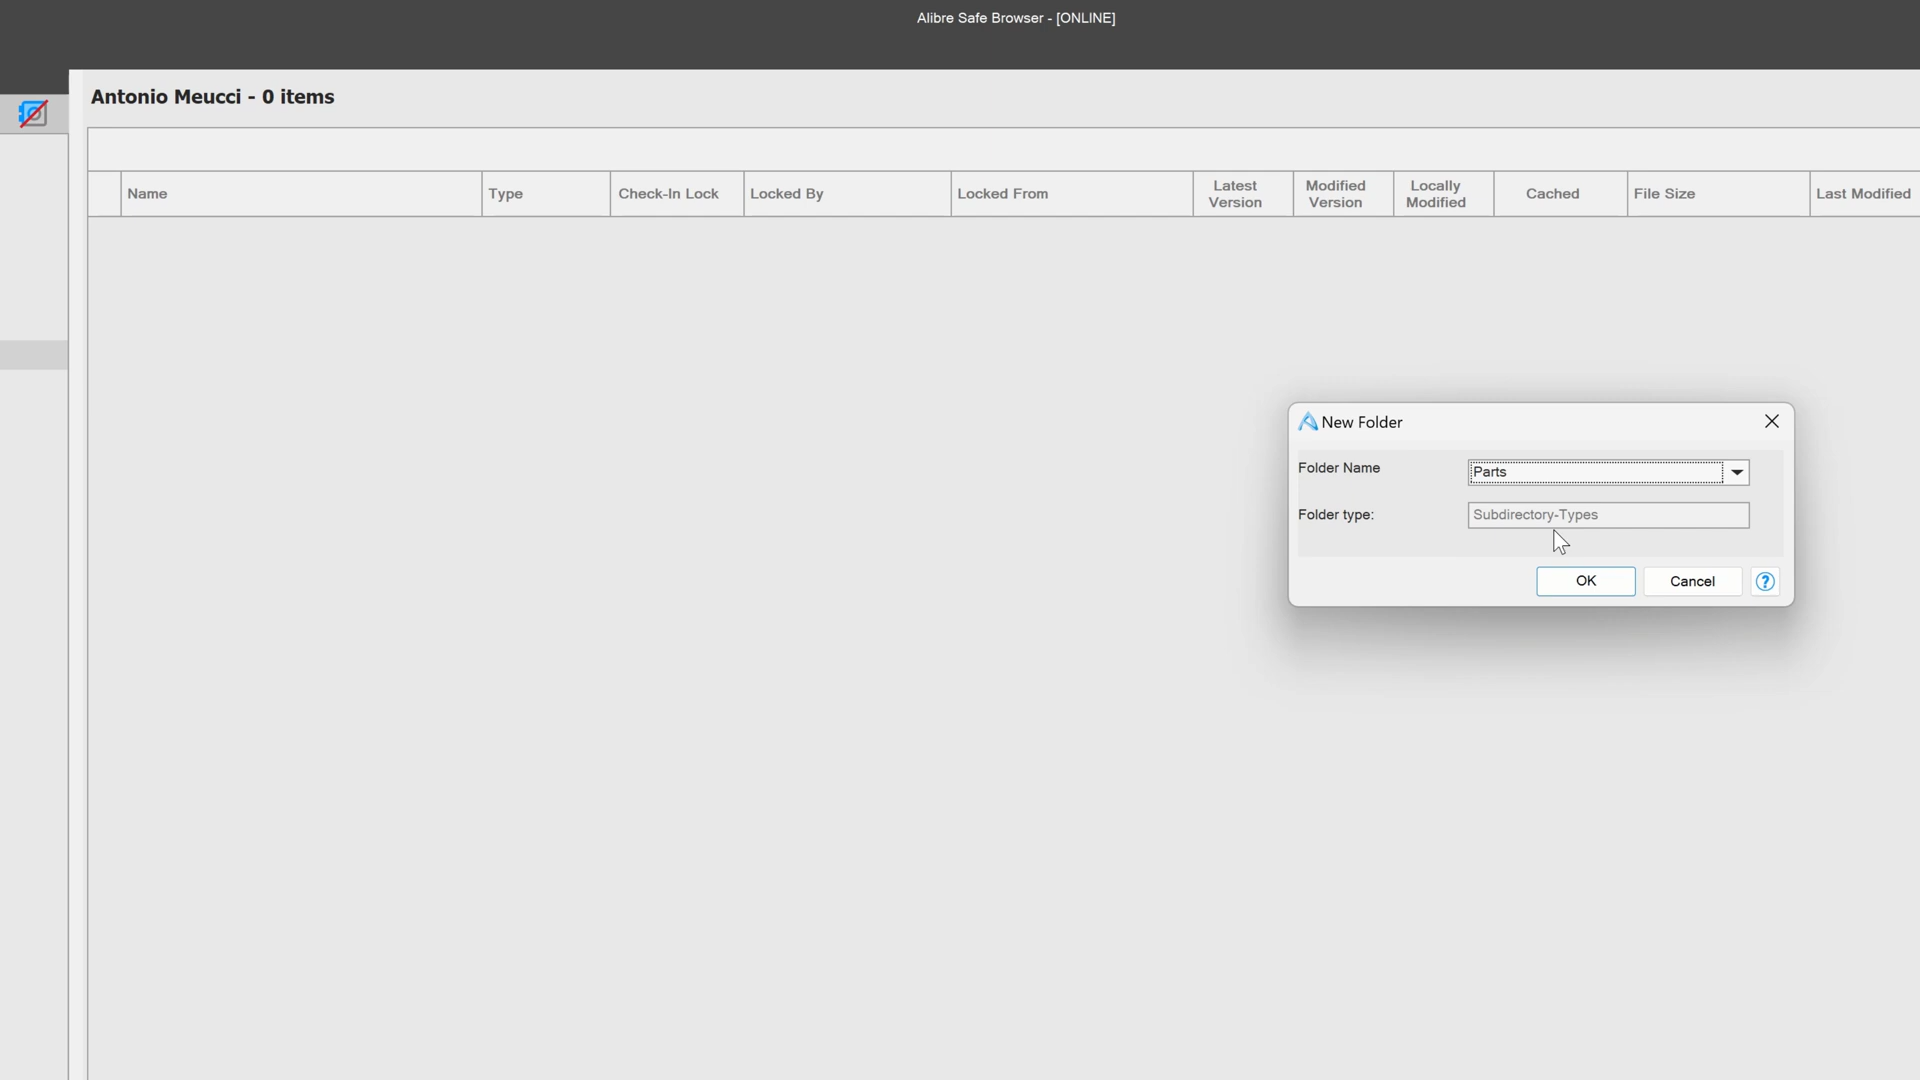 Alibre Safe Browser - [ONLINE]
Antonio Meucci - 0 items
Name Type Check-In Lock Locked By Locked From Latest Version Modified Version Locally Modified Cached File Size Last Modified
New Folder
Folder Name Parts
Folder type: Subdirectory-Types
OK Cancel ?